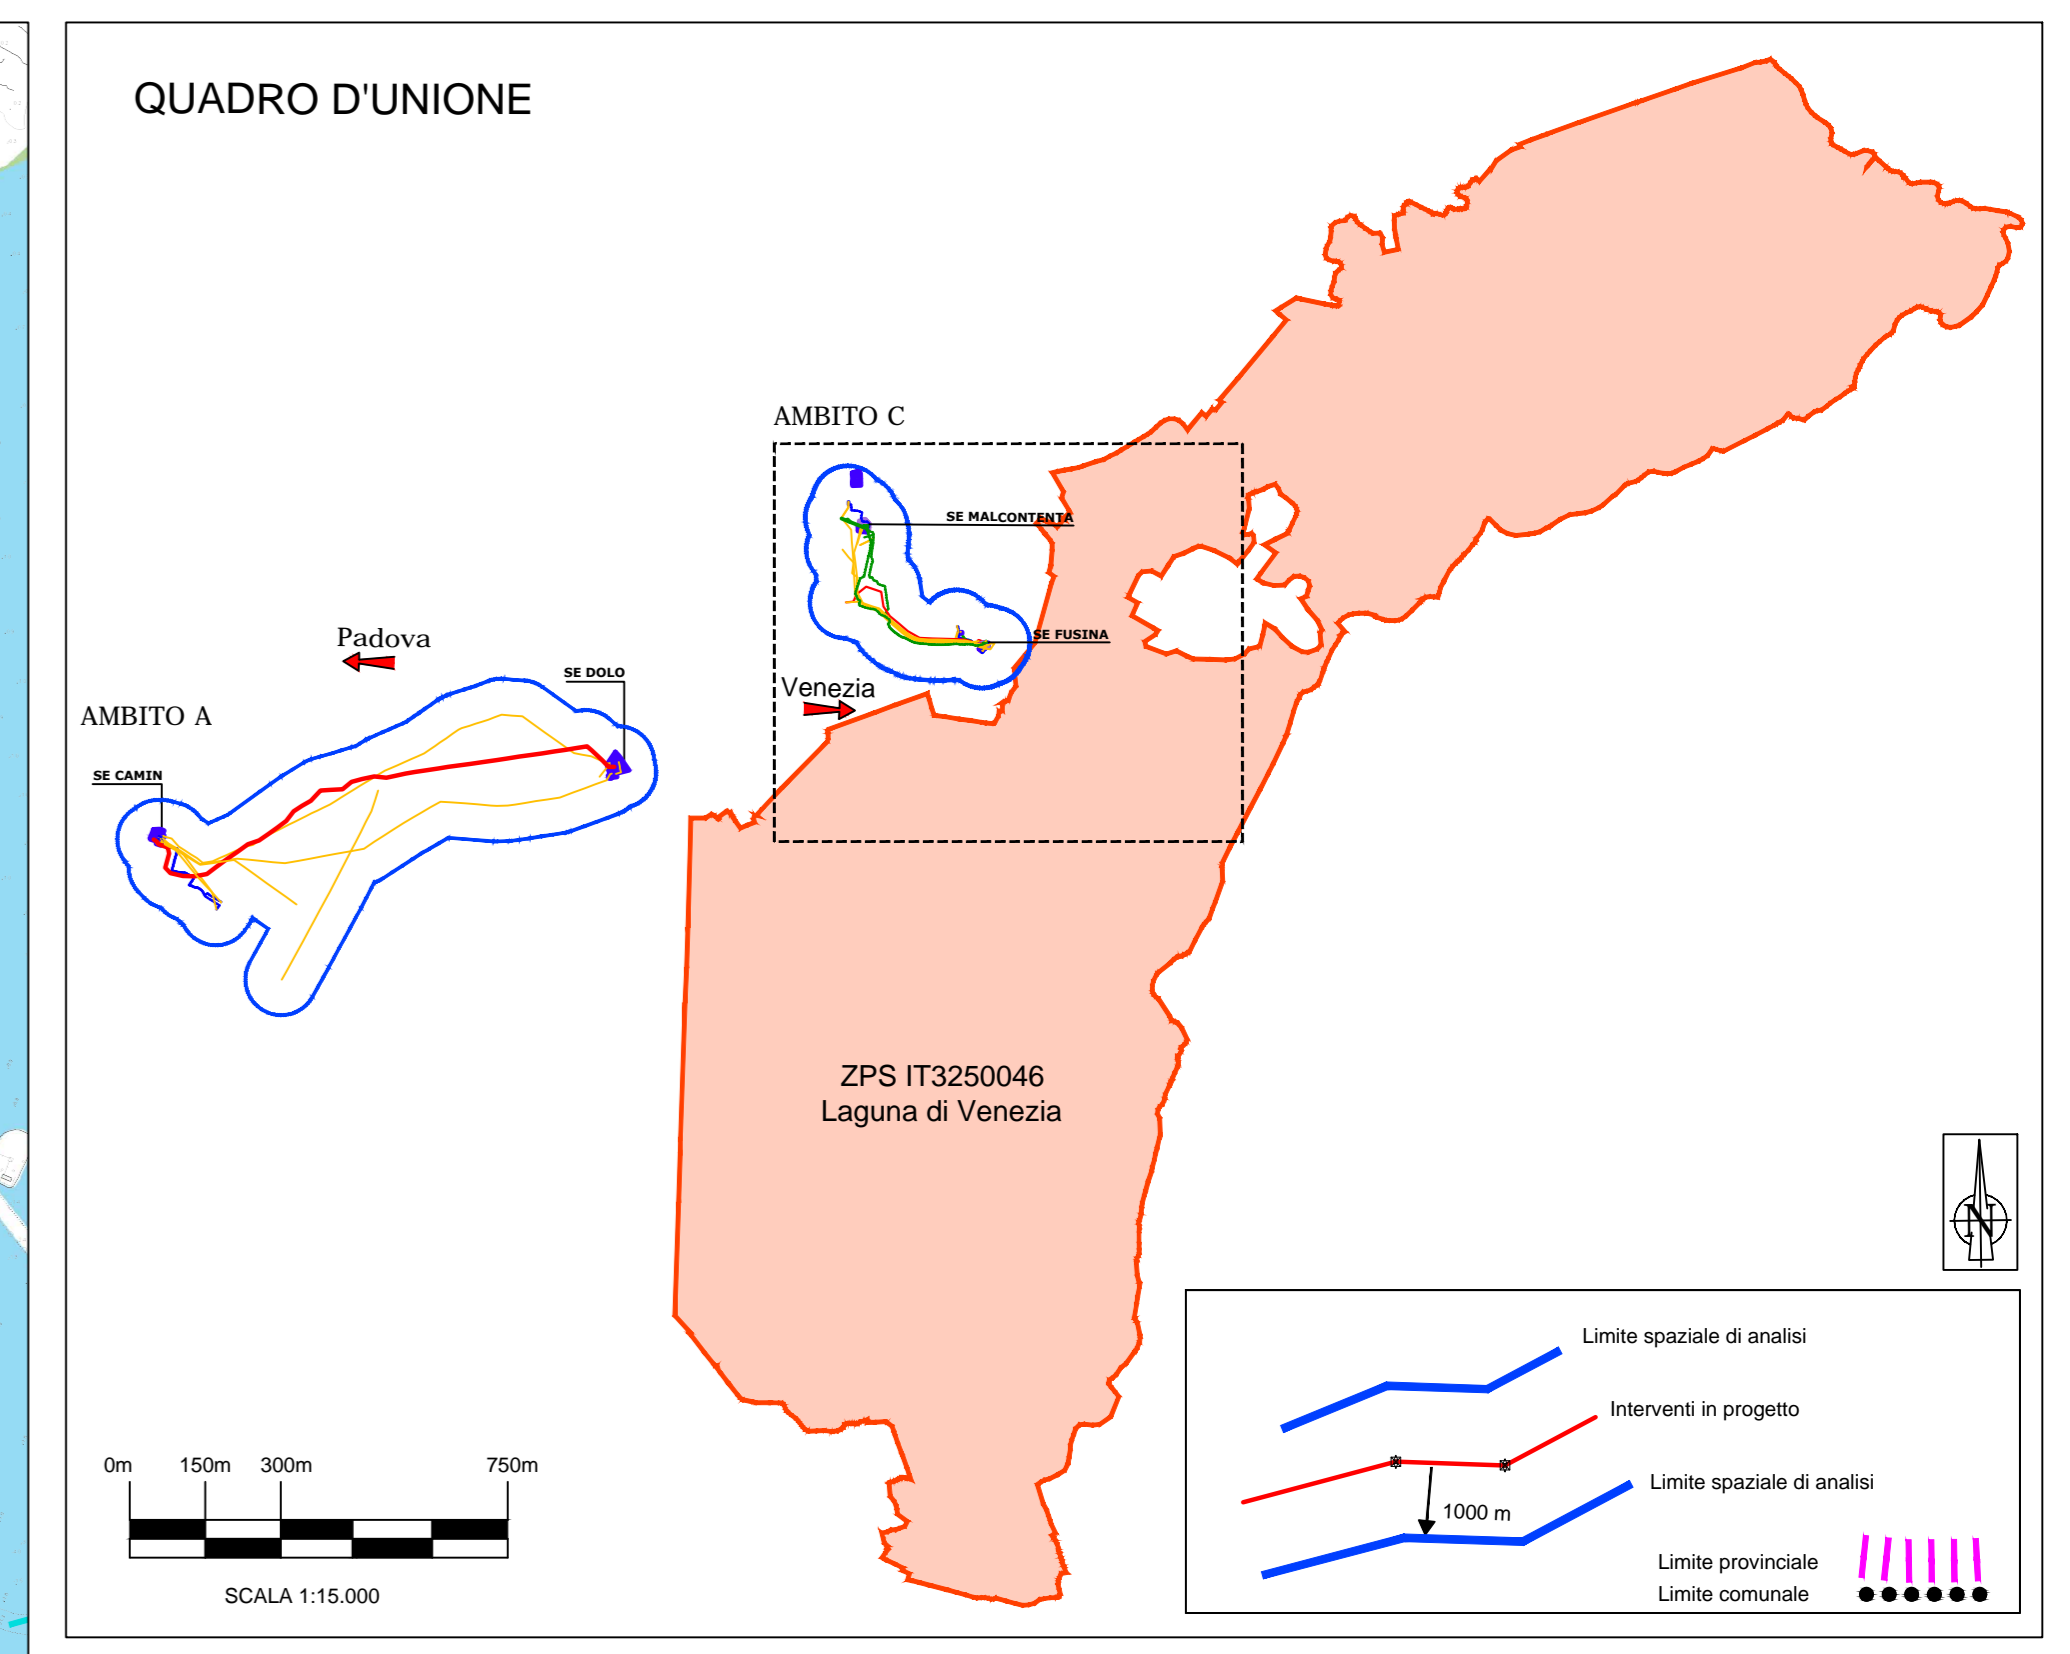 QUADRO D'UNIONE
AMBITO C
SE MALCONTENTA
SE FUSINA
Padova
SE DOLO
Venezia
AMBITO A
SE CAMIN
ZPS IT3250046
Laguna di Venezia
N
Limite spaziale di analisi
Interventi in progetto
Limite spaziale di analisi
1000 m
Limite provinciale
Limite comunale
0m 150m 300m 750m
SCALA 1:15.000